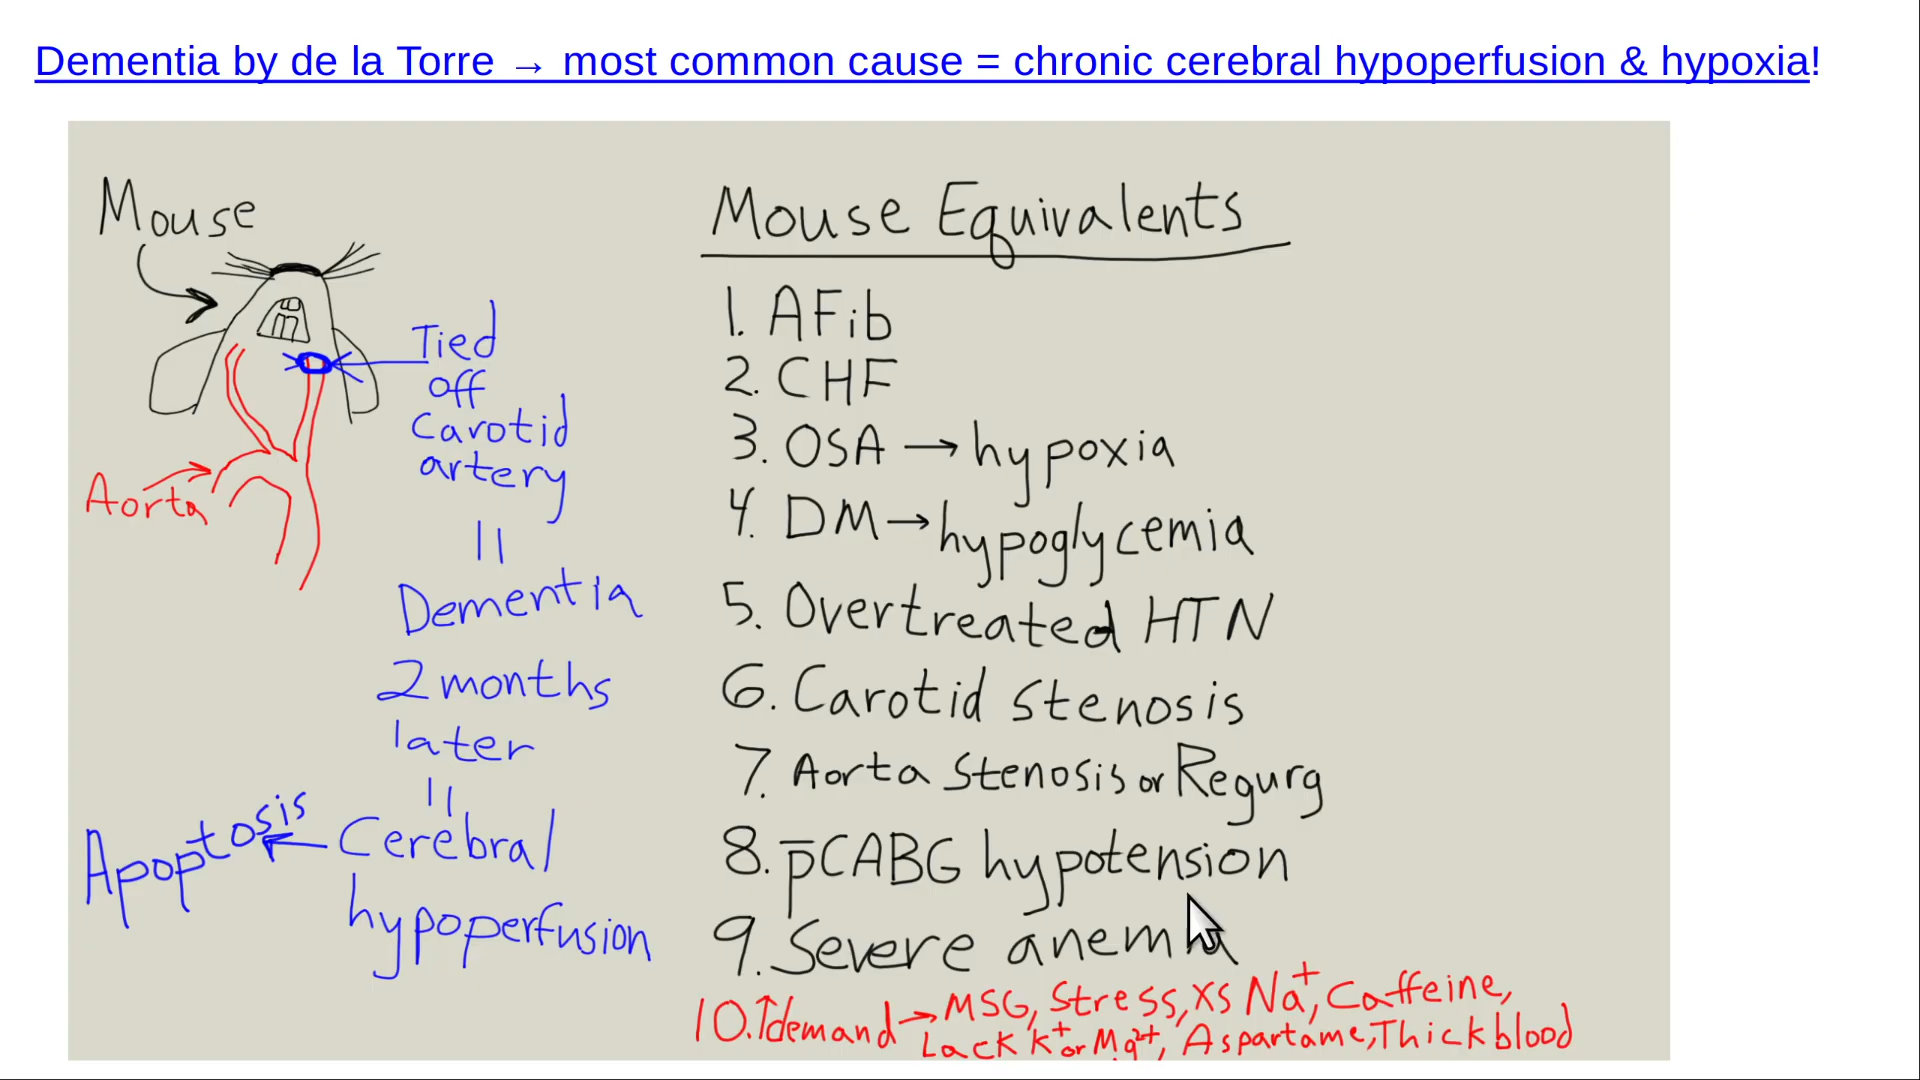 Dementia by de la Torre → most common cause = chronic cerebral hypoperfusion & hypoxia!
Mouse
Tied
off
Carotid
artery
Aorta
=
Dementia
2 months
later
=
Cerebral
hypoperfusion
Apoptosis
Mouse Equivalents
1. AFib
2. CHF
3. OSA → hypoxia
4. DM → hypoglycemia
5. Overtreated HTN
6. Carotid Stenosis
7. Aorta Stenosis or Regurg
8. p̄CABG hypotension
9. Severe anemia
10. ↑demand → MSG, Stress, XS Na⁺, Caffeine,
Lack K⁺ or Mg²⁺, Aspartame, Thick blood